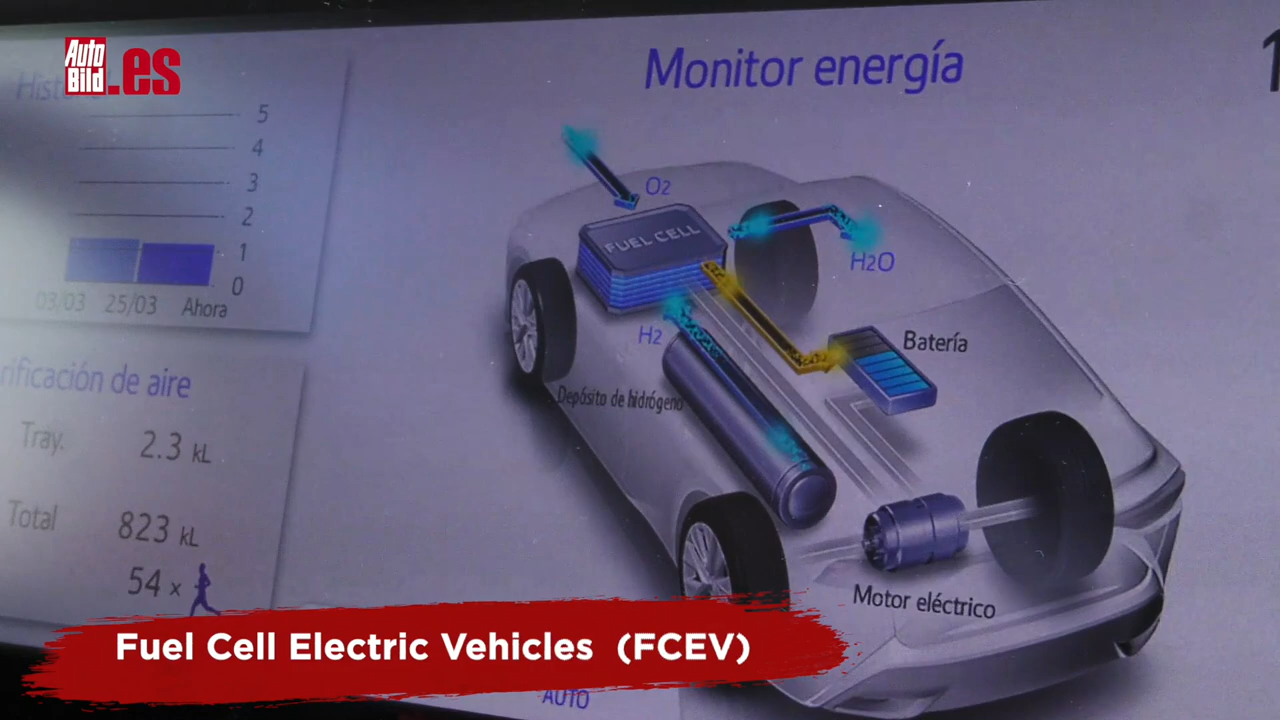 Auto
Bild
.es
Monitor energía
5
4
3
2
1
0
03/03 25/03 Ahora
O2
FUEL CELL
H2O
H2
Batería
Depósito de hidrógeno
Motor eléctrico
rificación de aire
Tray. 2.3 kL
Total 823 kL
54 x
Fuel Cell Electric Vehicles (FCEV)
AUTO